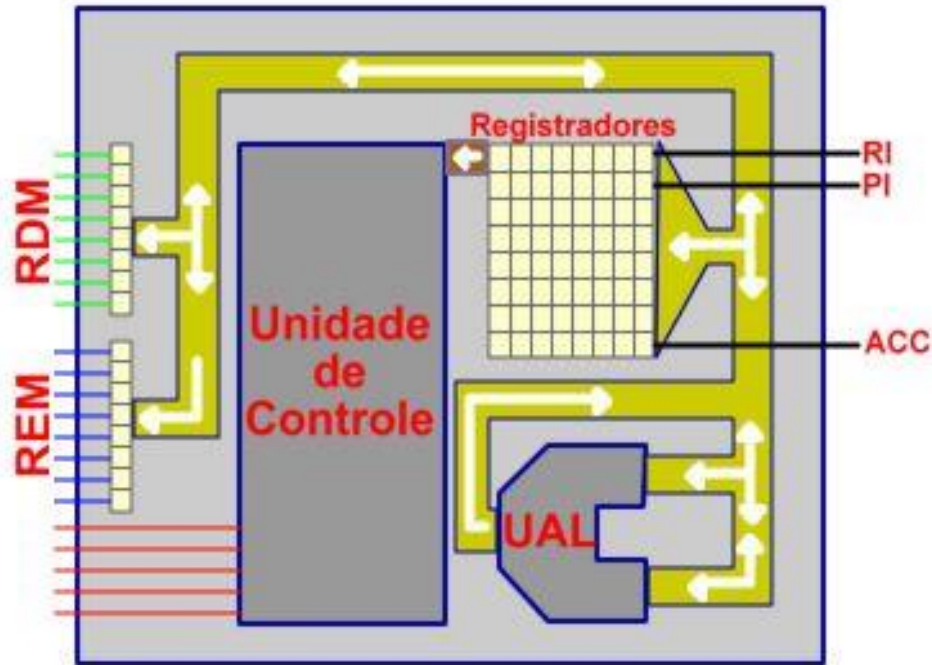 Registradores
RI
PI
RDM
Unidade
de
Controle
ACC
REM
UAL